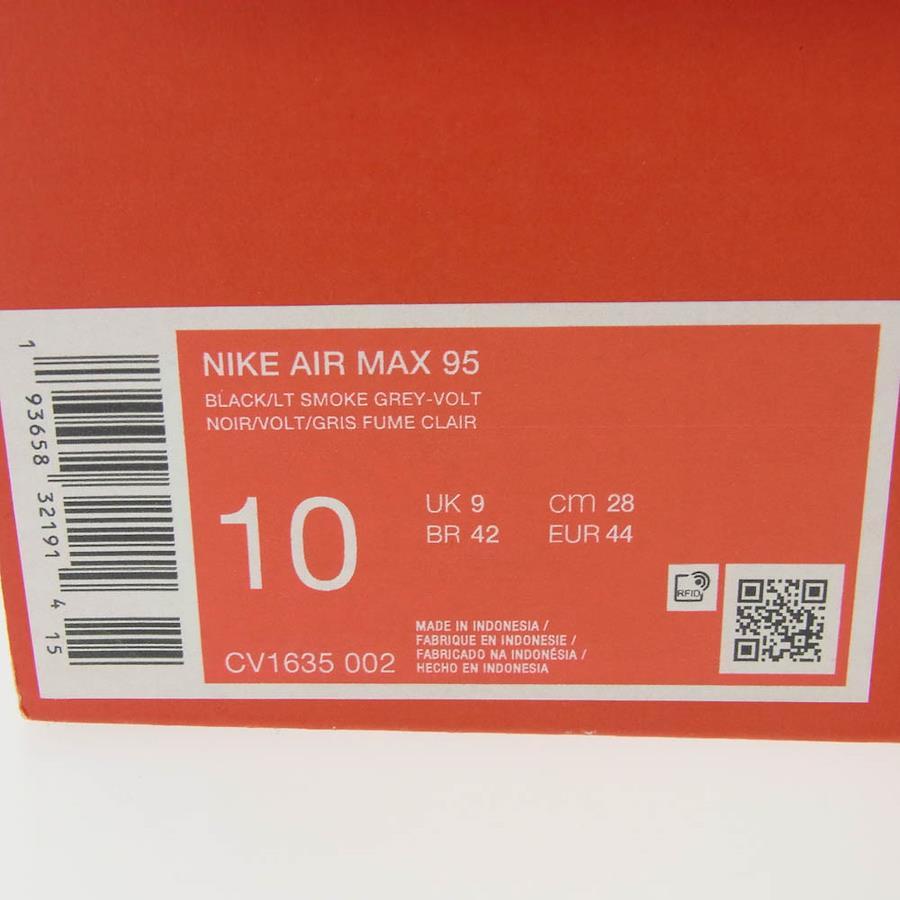 NIKE AIR MAX 95
BLACK/LT SMOKE GREY-VOLT
NOIR/VOLT/GRIS FUME CLAIR
10
UK 9 cm 28
BR 42 EUR 44
RFID
MADE IN INDONESIA /
FABRIQUE EN INDONESIE /
FABRICADO NA INDONÉSIA /
HECHO EN INDONESIA
CV1635 002
1 93658 32191 4 15